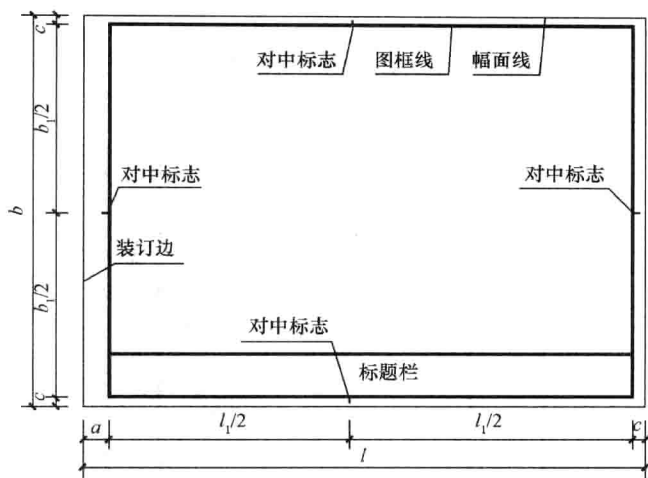 c
对中标志
图框线
幅面线
b₁/2
对中标志
对中标志
b
装订边
b₁/2
对中标志
标题栏
c
a
l₁/2
l₁/2
c
l